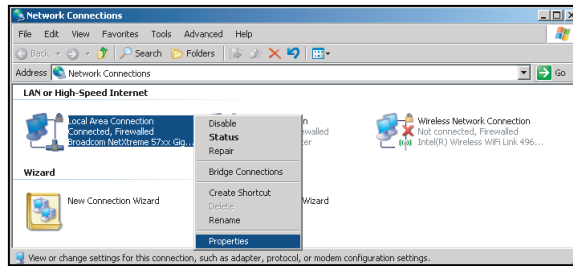 Network Connections
File Edit View Favorites Tools Advanced Help
Back Search Folders
Address Network Connections Go
LAN or High-Speed Internet
Local Area Connection
Connected, Firewalled
Broadcom NetXtreme 57xx Gig...
Disable
Status
Repair
Bridge Connections
Create Shortcut
Delete
Rename
Properties
Wireless Network Connection
Not connected, Firewalled
Intel(R) Wireless WiFi Link 496...
Wizard
New Connection Wizard
Wizard
View or change settings for this connection, such as adapter, protocol, or modem configuration settings.